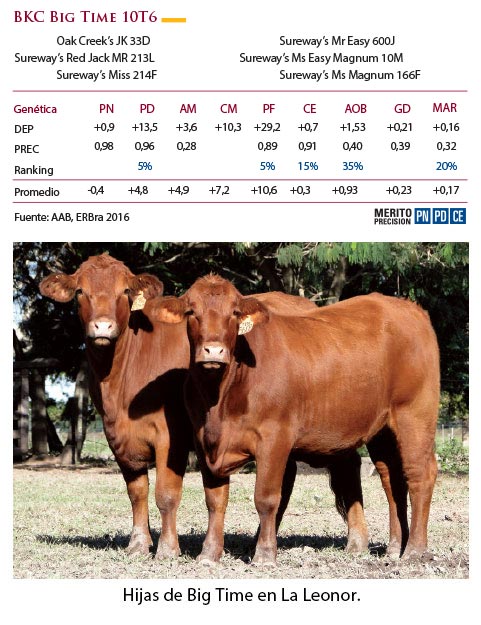 BKC Big Time 10T6
Oak Creek's JK 33D Sureway's Mr Easy 600J
Sureway's Red Jack MR 213L Sureway's Ms Easy Magnum 10M
Sureway's Miss 214F Sureway's Ms Magnum 166F
Genética PN PD AM CM PF CE AOB GD MAR
DEP +0,9 +13,5 +3,6 +10,3 +29,2 +0,7 +1,53 +0,21 +0,16
PREC 0,98 0,96 0,28 0,89 0,91 0,40 0,39 0,32
Ranking 5% 5% 15% 35% 20%
Promedio -0,4 +4,8 +4,9 +7,2 +10,6 +0,3 +0,93 +0,23 +0,17
Fuente: AAB, ERBra 2016 MERITO PN PD CE
PRECISION
Hijas de Big Time en La Leonor.